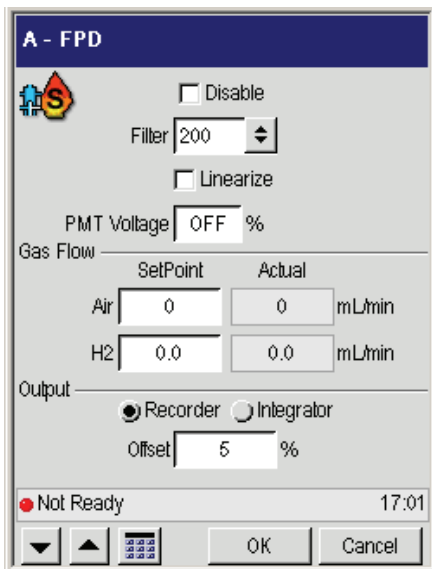 A - FPD
S
Disable
Filter 200
Linearize
PMT Voltage OFF %
Gas Flow
SetPoint Actual
Air 0 0 mL/min
H2 0.0 0.0 mL/min
Output
Recorder Integrator
Offset 5 %
Not Ready 17:01
OK Cancel